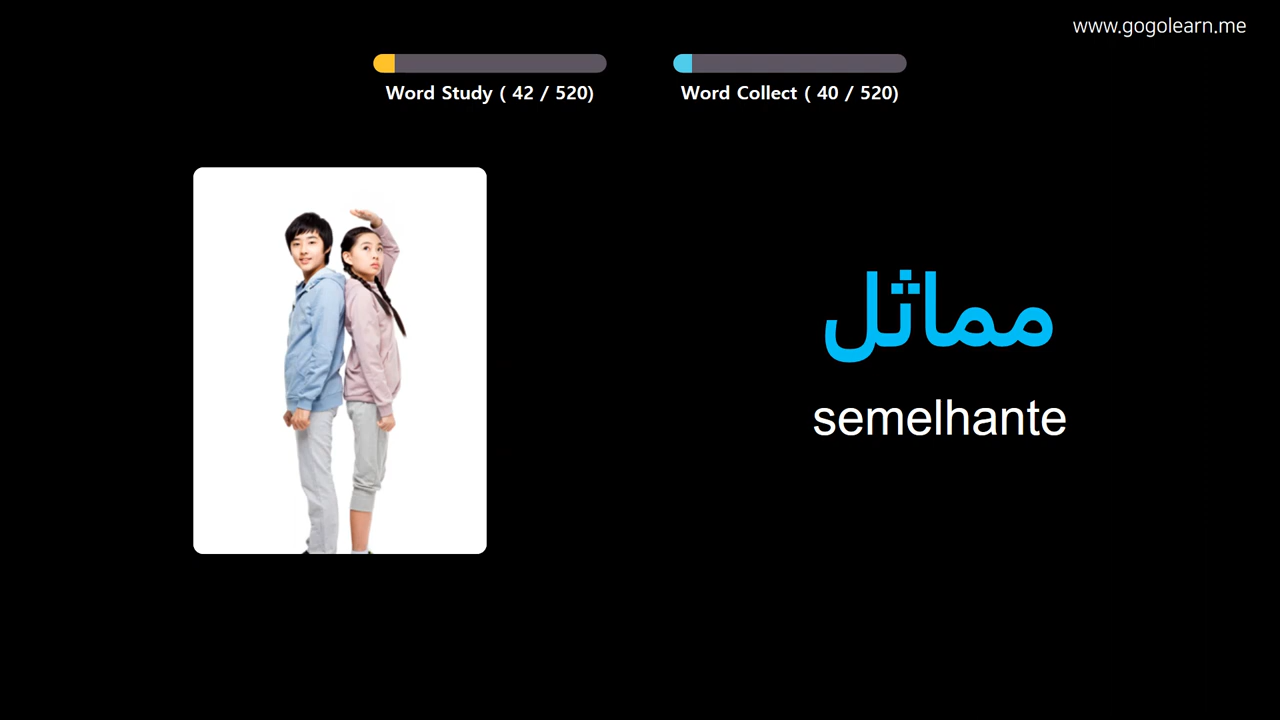 www.gogolearn.me
Word Study ( 42 / 520)
Word Collect ( 40 / 520)
مماثل
semelhante